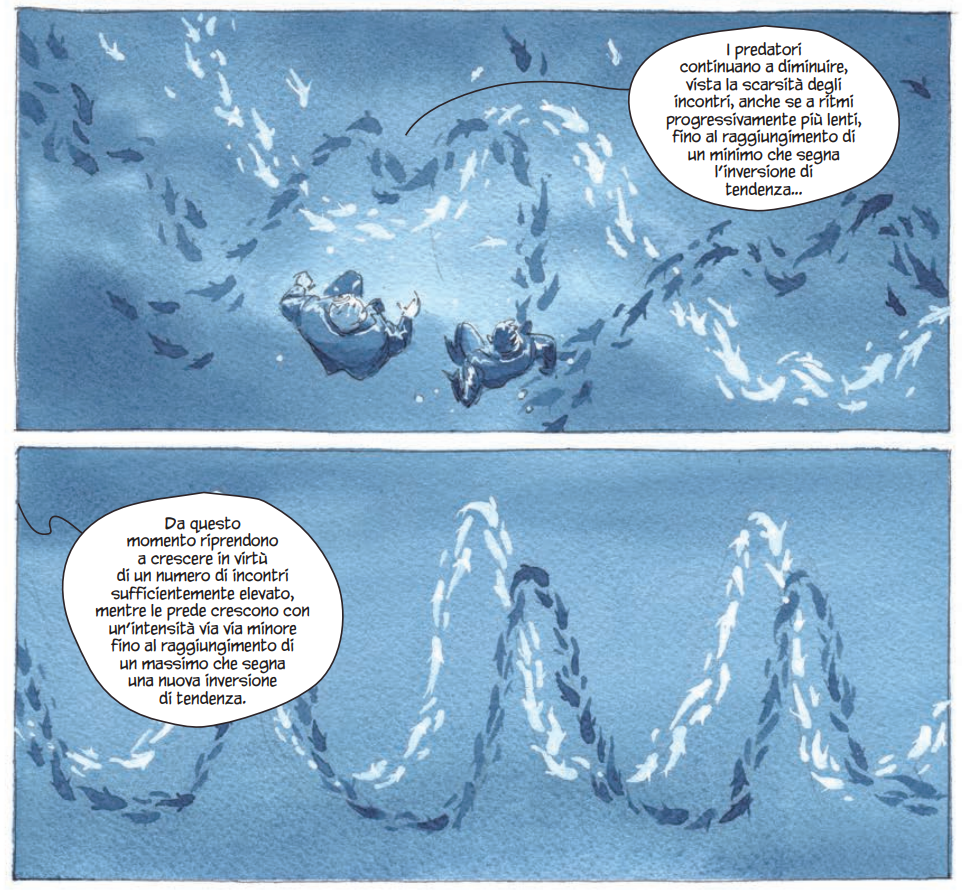 I predatori
continuano a diminuire,
vista la scarsità degli
incontri, anche se a ritmi
progressivamente più lenti,
fino al raggiungimento di
un minimo che segna
l'inversione di
tendenza...
Da questo
momento riprendono
a crescere in virtù
di un numero di incontri
sufficientemente elevato,
mentre le prede crescono con
un'intensità via via minore
fino al raggiungimento di
un massimo che segna
una nuova inversione
di tendenza.